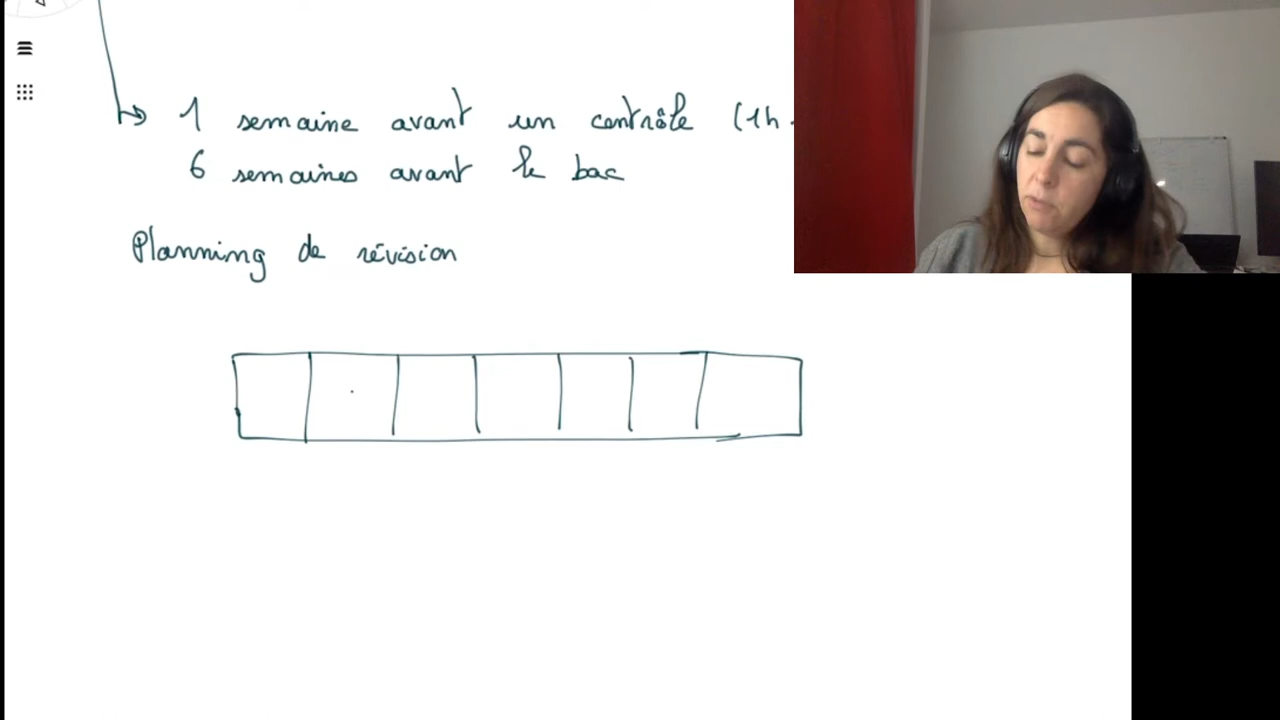 1 semaine avant un contrôle (1h
6 semaines avant le bac
Planning de révision